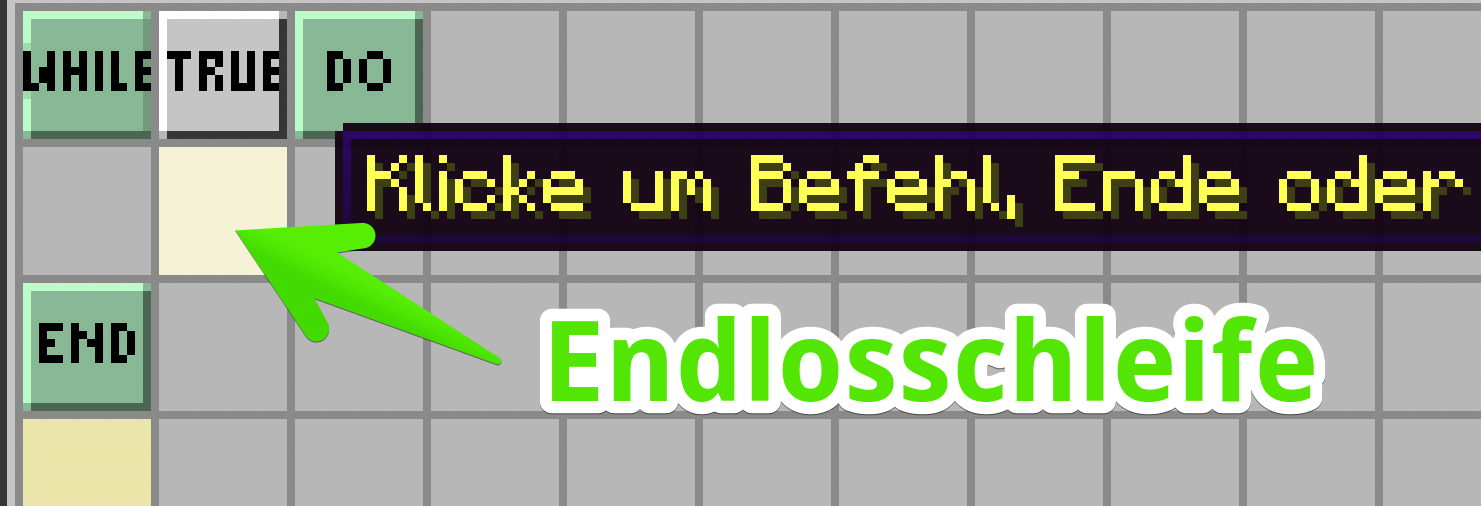 WHILE TRUE DO
Klicke um Befehl, Ende oder
END
Endlosschleife